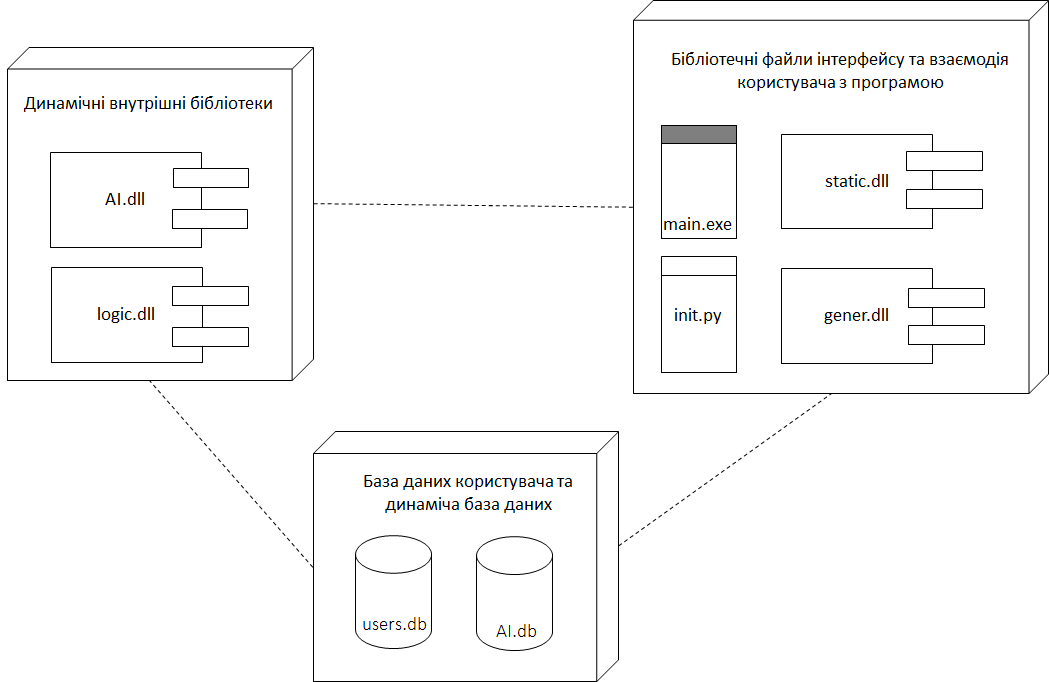 Динамічні внутрішні бібліотеки
AI.dll
logic.dll
Бібліотечні файли інтерфейсу та взаємодія
користувача з програмою
main.exe
static.dll
init.py
gener.dll
База даних користувача та
динаміча база даних
users.db
AI.db